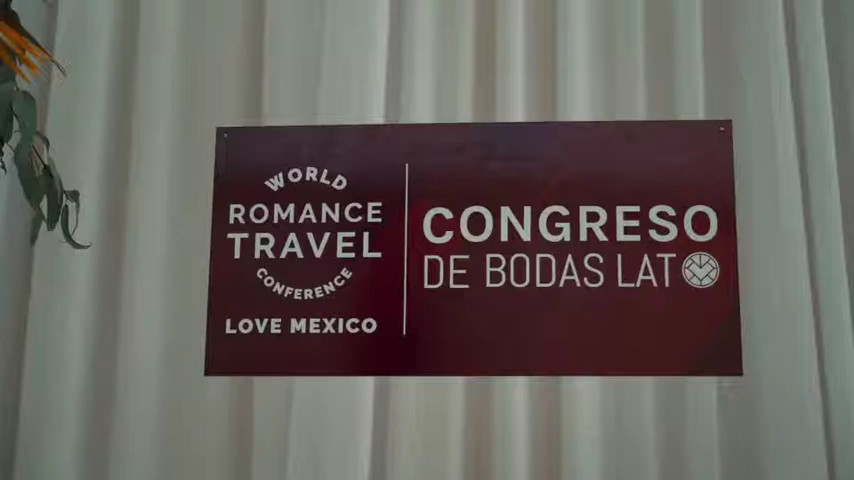 WORLD
ROMANCE
TRAVEL
CONFERENCE
LOVE MEXICO
CONGRESO
DE BODAS LAT